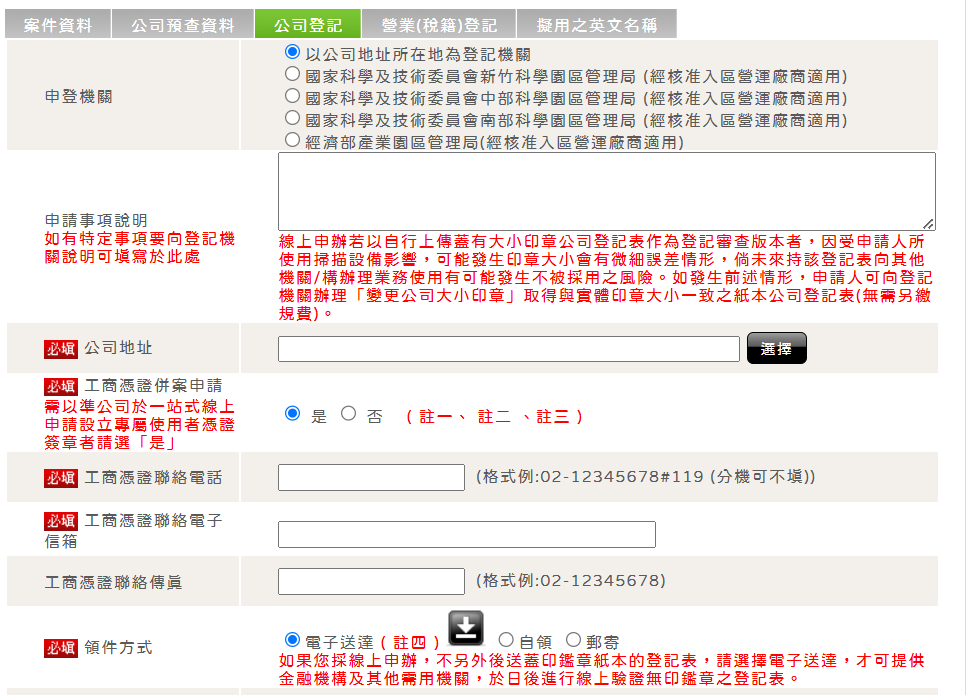 案件資料 公司預查資料 公司登記 營業(稅籍)登記 擬用之英文名稱
申登機關
以公司地址所在地為登記機關
國家科學及技術委員會新竹科學園區管理局 (經核准入區營運廠商適用)
國家科學及技術委員會中部科學園區管理局 (經核准入區營運廠商適用)
國家科學及技術委員會南部科學園區管理局 (經核准入區營運廠商適用)
經濟部產業園區管理局(經核准入區營運廠商適用)
申請事項說明
如有特定事項要向登記機
關說明可填寫於此處
線上申辦若以自行上傳蓋有大小印章公司登記表作為登記審查版本者，因受申請人所
使用掃描設備影響，可能發生印章大小會有微細誤差情形，倘未來持該登記表向其他
機關/構辦理業務使用有可能發生不被採用之風險。如發生前述情形，申請人可向登記
機關辦理「變更公司大小印章」取得與實體印章大小一致之紙本公司登記表(無需另繳
規費)。
必填 公司地址
選擇
必填 工商憑證併案申請
需以準公司於一站式線上
申請設立專屬使用者憑證
簽章者請選「是」
是 否 (註一、註二、註三)
必填 工商憑證聯絡電話
(格式例:02-12345678#119 (分機可不填))
必填 工商憑證聯絡電子
信箱
工商憑證聯絡傳真
(格式例:02-12345678)
必填 領件方式
電子送達(註四) 自領 郵寄
如果您採線上申辦，不另外後送蓋印鑑章紙本的登記表，請選擇電子送達，才可提供
金融機構及其他需用機關，於日後進行線上驗證無印鑑章之登記表。